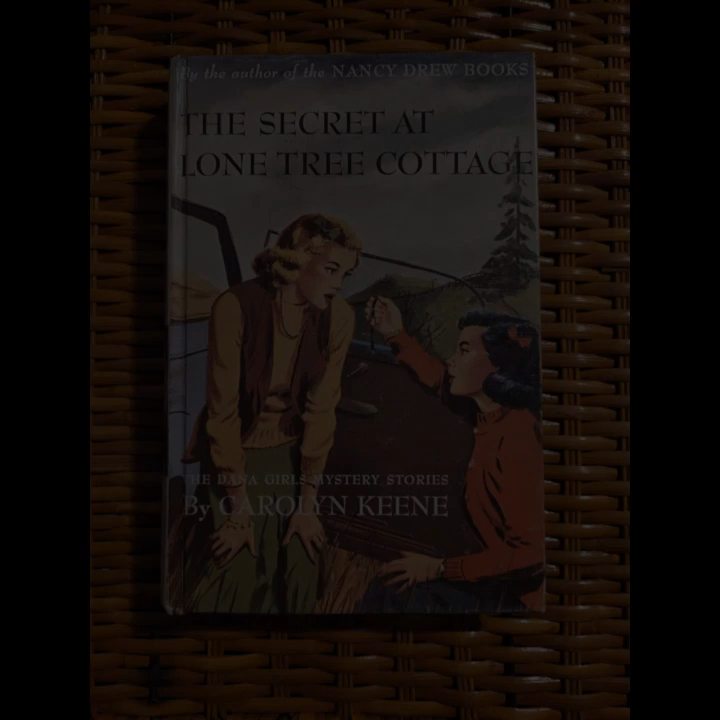 By the author of the NANCY DREW BOOKS
THE SECRET AT
LONE TREE COTTAGE
THE DANA GIRLS MYSTERY STORIES
By CAROLYN KEENE